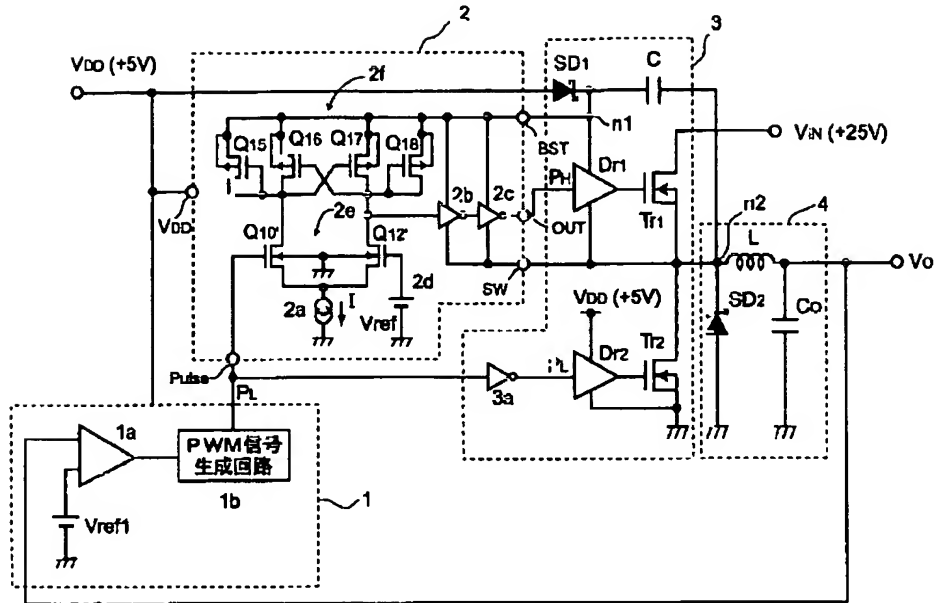 2
3
VDD (+5V)
SD1
C
2f
n1
VIN (+25V)
BST
Q15
Q16
Q17
Q18
Dr1
2b
2c
PH
VDD
OUT
Tr1
n2
4
2e
L
Q10'
Q12'
Vo
SW
2d
VDD (+5V)
SD2
Co
2a
I
Vref
Tr2
Dr2
Pulse
PL
3a
1a
PWM信号
生成回路
1
1b
Vref1